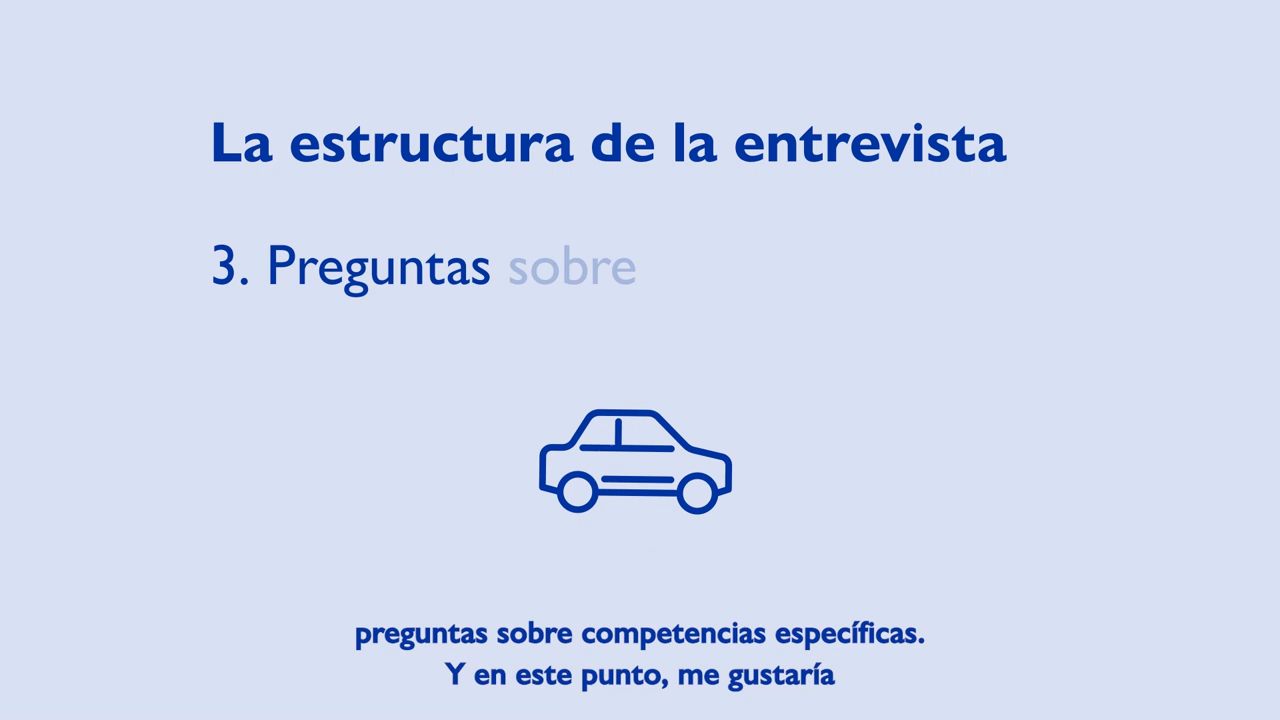 La estructura de la entrevista
3. Preguntas sobre
preguntas sobre competencias específicas.
Y en este punto, me gustaría